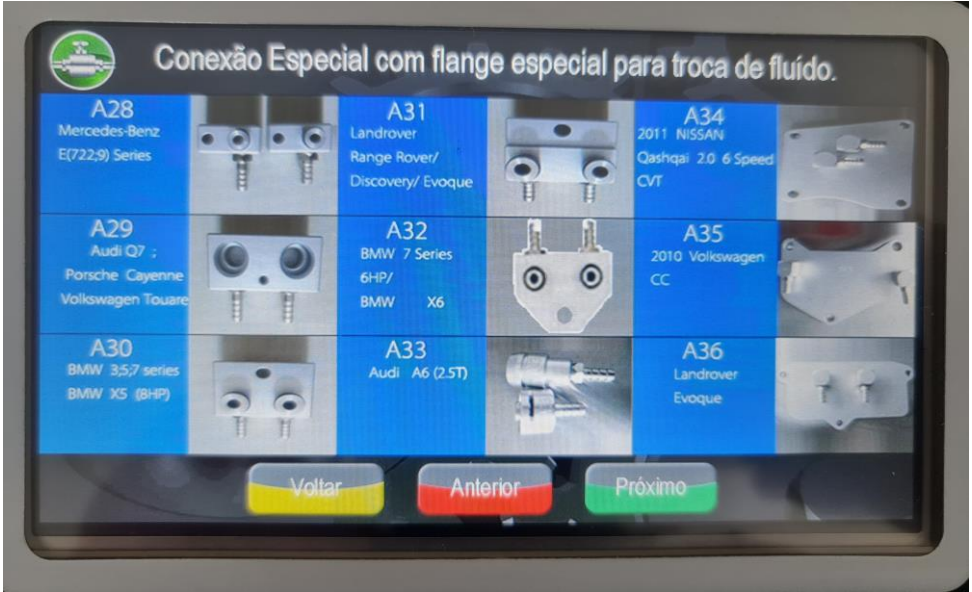 Conexão Especial com flange especial para troca de fluído.
A28
Mercedes-Benz
E(722;9) Series
A31
Landrover
Range Rover/
Discovery/ Evoque
A34
2011 NISSAN
Qashqai 2.0 6 Speed
CVT
A29
Audi Q7 ;
Porsche Cayenne
Volkswagen Touare
A32
BMW 7 Series
6HP/
BMW X6
A35
2010 Volkswagen
CC
A30
BMW 3;5;7 series
BMW X5 (8HP)
A33
Audi A6 (2.5T)
A36
Landrover
Evoque
Voltar
Anterior
Próximo